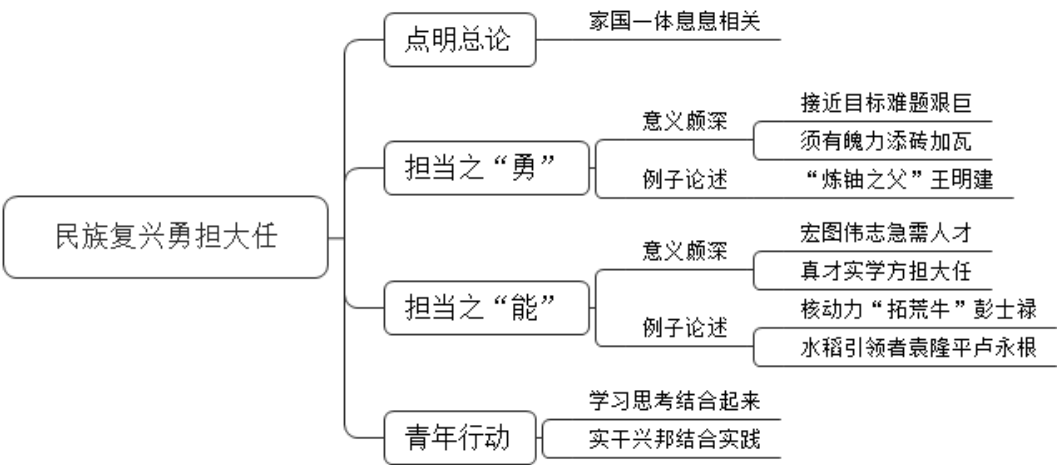 民族复兴勇担大任
点明总论
家国一体息息相关
担当之“勇”
意义颇深
接近目标难题艰巨
须有魄力添砖加瓦
例子论述
“炼铀之父”王明建
担当之“能”
意义颇深
宏图伟志急需人才
真才实学方担大任
例子论述
核动力“拓荒牛”彭士禄
水稻引领者袁隆平卢永根
青年行动
学习思考结合起来
实干兴邦结合实践